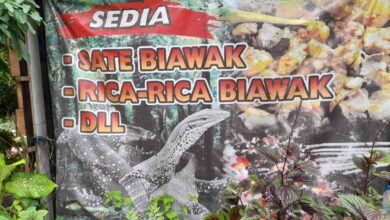 SEDIA
- SATE BIAWAK
- RICA-RICA BIAWAK
- DLL